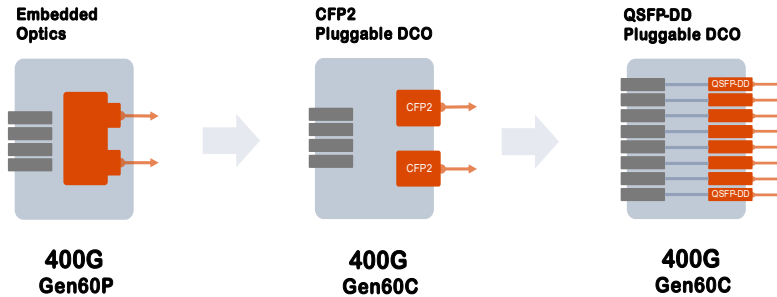 Embedded
Optics
CFP2
Pluggable DCO
QSFP-DD
Pluggable DCO
CFP2
CFP2
QSFP-DD
QSFP-DD
400G
Gen60P
400G
Gen60C
400G
Gen60C